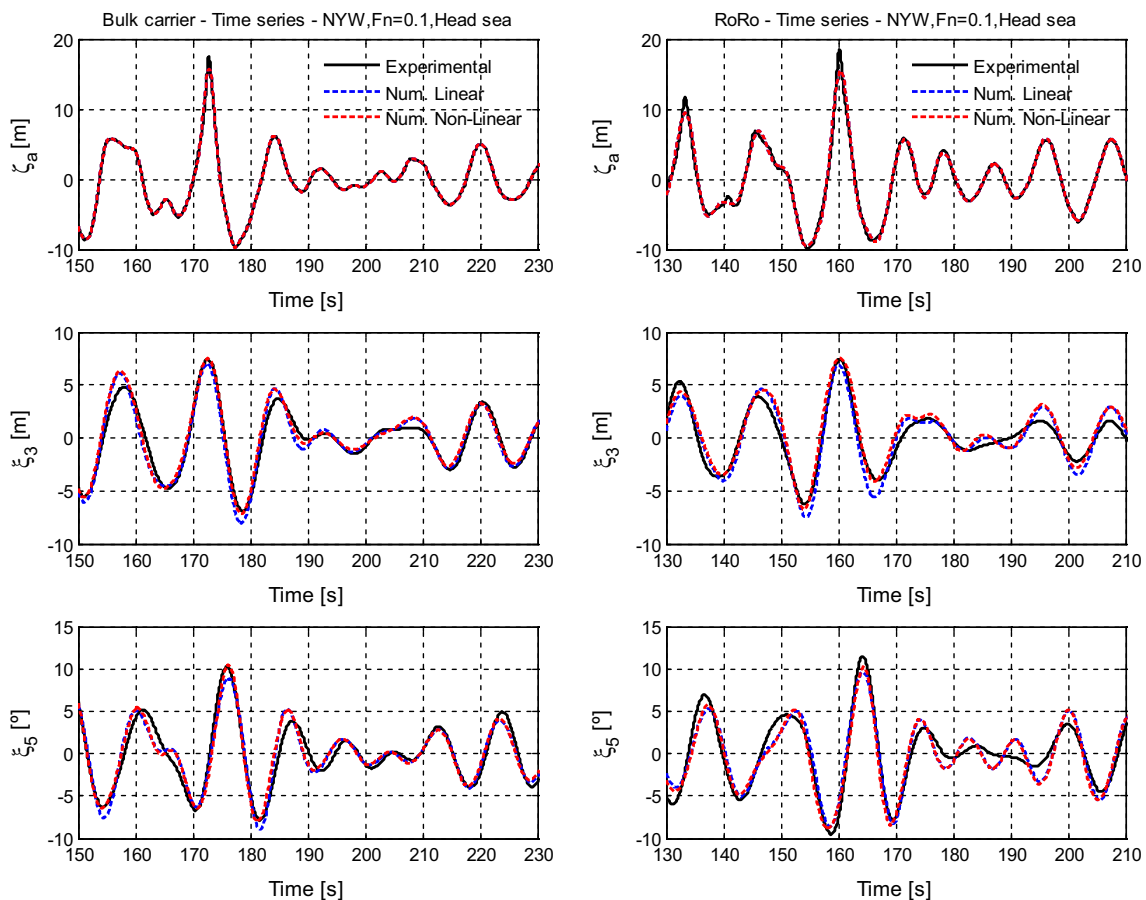 Bulk carrier - Time series - NYW,Fn=0.1,Head sea
20
10
0
-10
ζa [m]
Experimental
Num. Linear
Num. Non-Linear
150 160 170 180 190 200 210 220 230
Time [s]
RoRo - Time series - NYW,Fn=0.1,Head sea
20
10
0
-10
ζa [m]
Experimental
Num. Linear
Num. Non-Linear
130 140 150 160 170 180 190 200 210
Time [s]
10
5
0
-5
-10
ξ3 [m]
150 160 170 180 190 200 210 220 230
Time [s]
10
5
0
-5
-10
ξ3 [m]
130 140 150 160 170 180 190 200 210
Time [s]
15
10
5
0
-5
-10
ξ5 [º]
150 160 170 180 190 200 210 220 230
Time [s]
15
10
5
0
-5
-10
ξ5 [º]
130 140 150 160 170 180 190 200 210
Time [s]